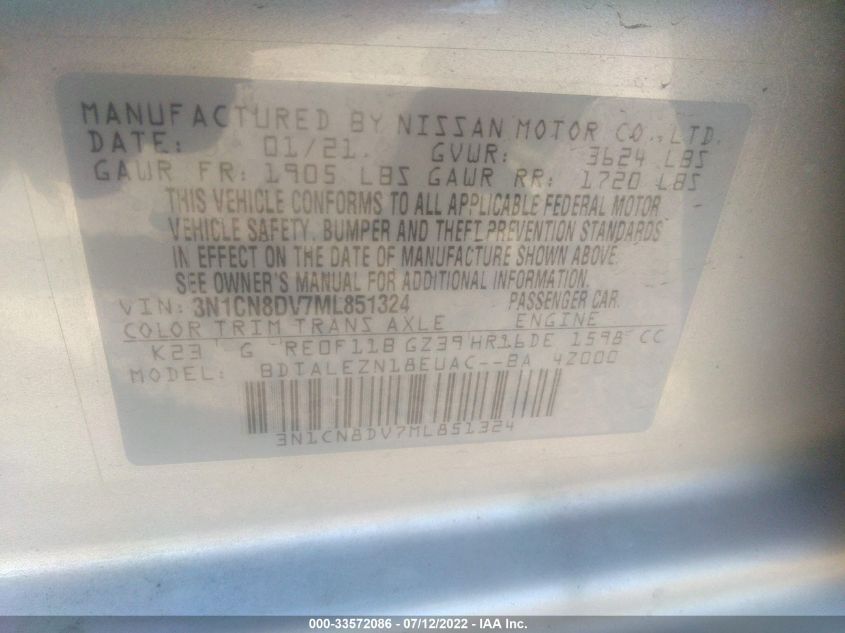 MANUFACTURED BY NISSAN MOTOR CO., LTD.
DATE: 01/21. GVWR: 3624 LBS
GAWR FR: 1905 LBS GAWR RR: 1720 LBS
THIS VEHICLE CONFORMS TO ALL APPLICABLE FEDERAL MOTOR
VEHICLE SAFETY, BUMPER AND THEFT PREVENTION STANDARDS
IN EFFECT ON THE DATE OF MANUFACTURE SHOWN ABOVE.
SEE OWNER'S MANUAL FOR ADDITIONAL INFORMATION.
VIN: 3N1CN8DV7ML851324 PASSENGER CAR
COLOR TRIM TRANS AXLE ENGINE
K23 G RE0F11B GZ39 HR16DE 1598 CC
MODEL: BDTALEZN18EUAC--BA 4Z000
3N1CN8DV7ML851324
000-33572086 - 07/12/2022 - IAA Inc.